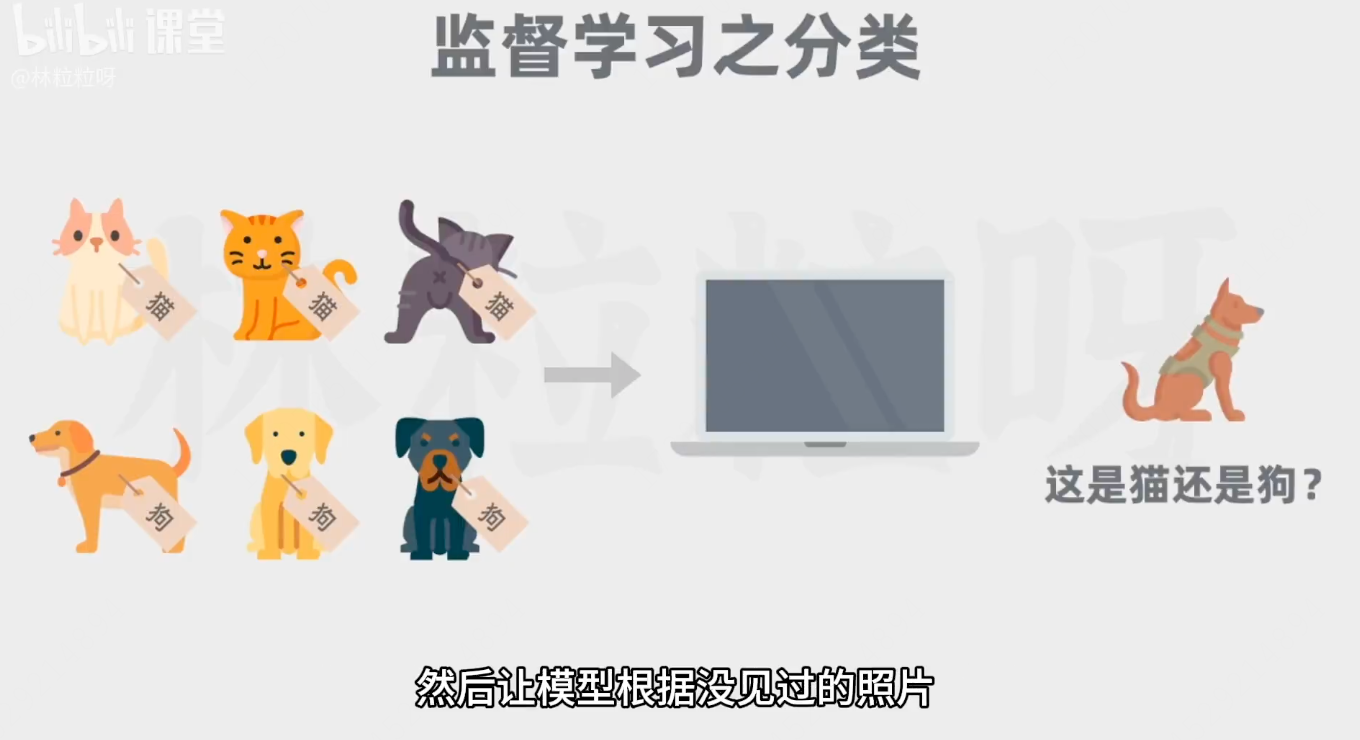 bilibili 课堂
@林粒粒呀
监督学习之分类
林粒粒呀
猫
猫
猫
狗
狗
狗
这是猫还是狗？
然后让模型根据没见过的照片